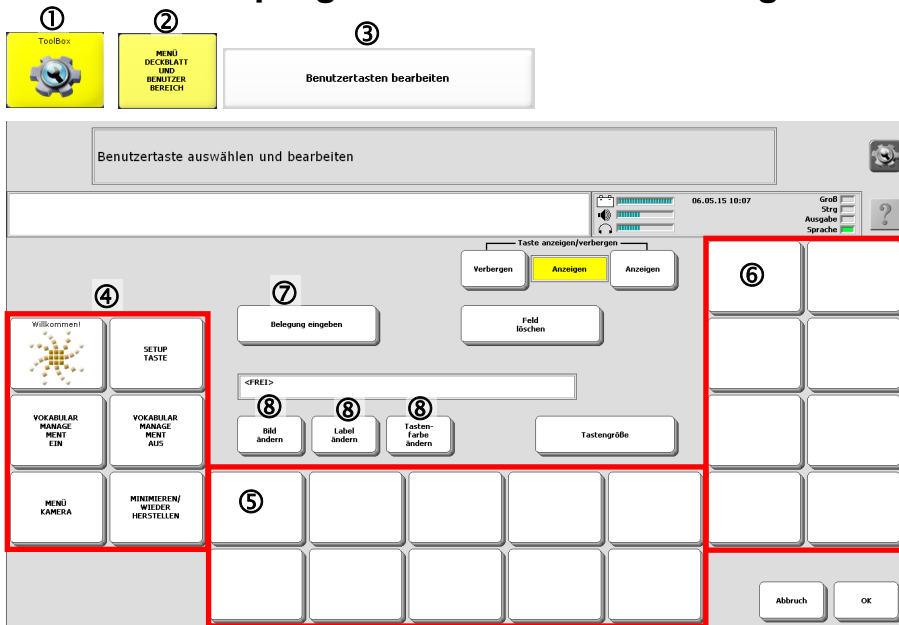 ①
②
③
ToolBox
MENÜ
DECKBLATT
UND
BENUTZER
BEREICH
Benutzertasten bearbeiten
Benutzertaste auswählen und bearbeiten
06.05.15 10:07
Groß
Strg
Ausgabe
Sprache
?
Taste anzeigen/verbergen
Verbergen
Anzeigen
Anzeigen
⑥
④
⑦
Willkommen!
SETUP
TASTE
Belegung eingeben
Feld
löschen
<FREI>
VOKABULAR
MANAGE
MENT
EIN
VOKABULAR
MANAGE
MENT
AUS
⑧
⑧
⑧
Bild
ändern
Label
ändern
Tasten-
farbe
ändern
Tastengröße
MENÜ
KAMERA
MINIMIEREN/
WIEDER
HERSTELLEN
⑤
Abbruch
OK